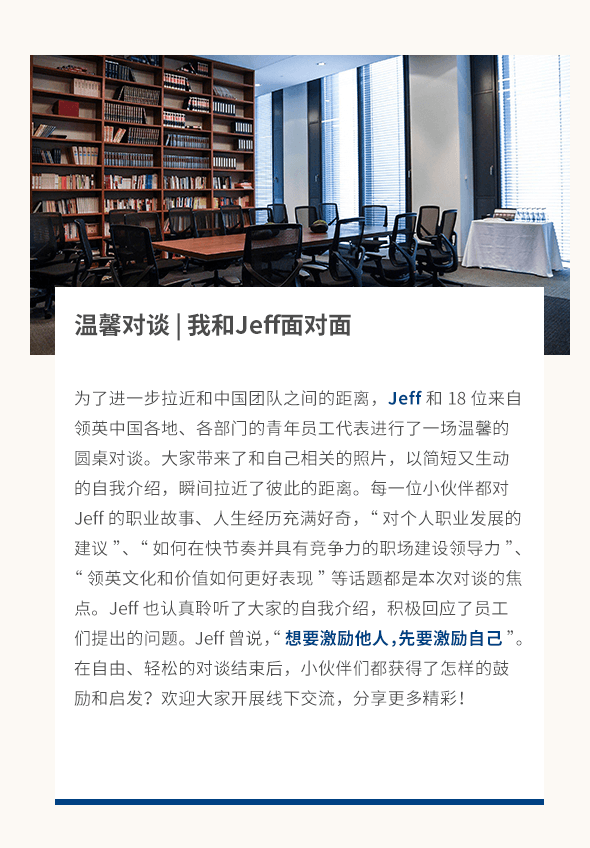 温馨对谈 | 我和Jeff面对面
为了进一步拉近和中国团队之间的距离，Jeff 和 18 位来自
领英中国各地、各部门的青年员工代表进行了一场温馨的
圆桌对谈。大家带来了和自己相关的照片，以简短又生动
的自我介绍，瞬间拉近了彼此的距离。每一位小伙伴都对
Jeff 的职业故事、人生经历充满好奇，“ 对个人职业发展的
建议 ”、“ 如何在快节奏并具有竞争力的职场建设领导力 ”、
“ 领英文化和价值如何更好表现 ” 等话题都是本次对谈的焦
点。Jeff 也认真聆听了大家的自我介绍，积极回应了员工
们提出的问题。Jeff 曾说，“ 想要激励他人，先要激励自己 ”。
在自由、轻松的对谈结束后，小伙伴们都获得了怎样的鼓
励和启发？欢迎大家开展线下交流，分享更多精彩！